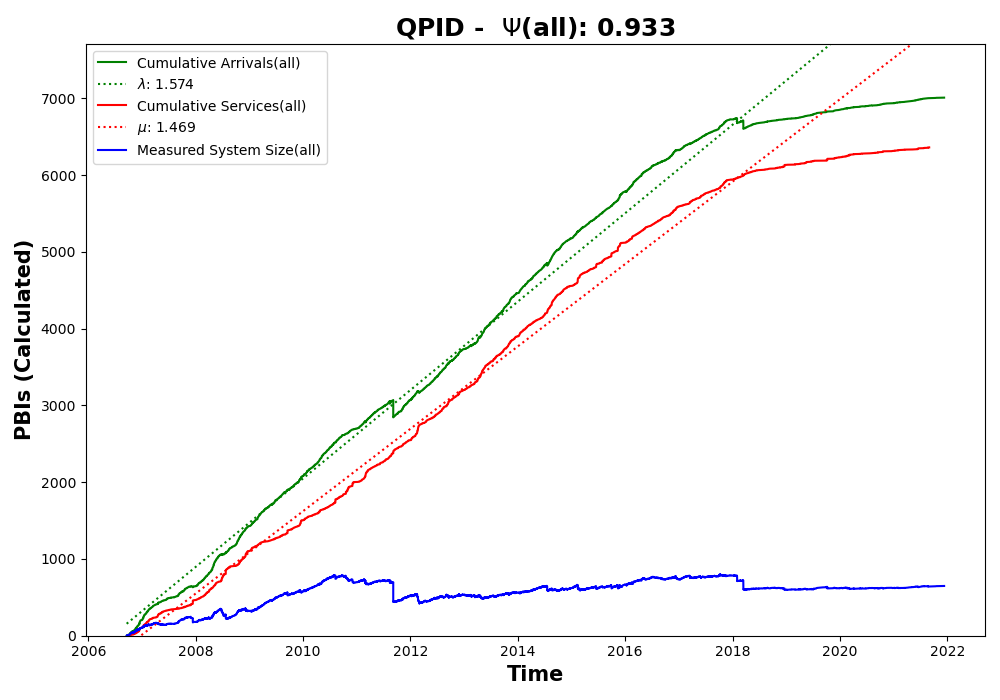 QPID - Ψ(all): 0.933
Cumulative Arrivals(all)
λ: 1.574
Cumulative Services(all)
μ: 1.469
Measured System Size(all)
PBIs (Calculated)
7000
6000
5000
4000
3000
2000
1000
0
2006 2008 2010 2012 2014 2016 2018 2020 2022
Time